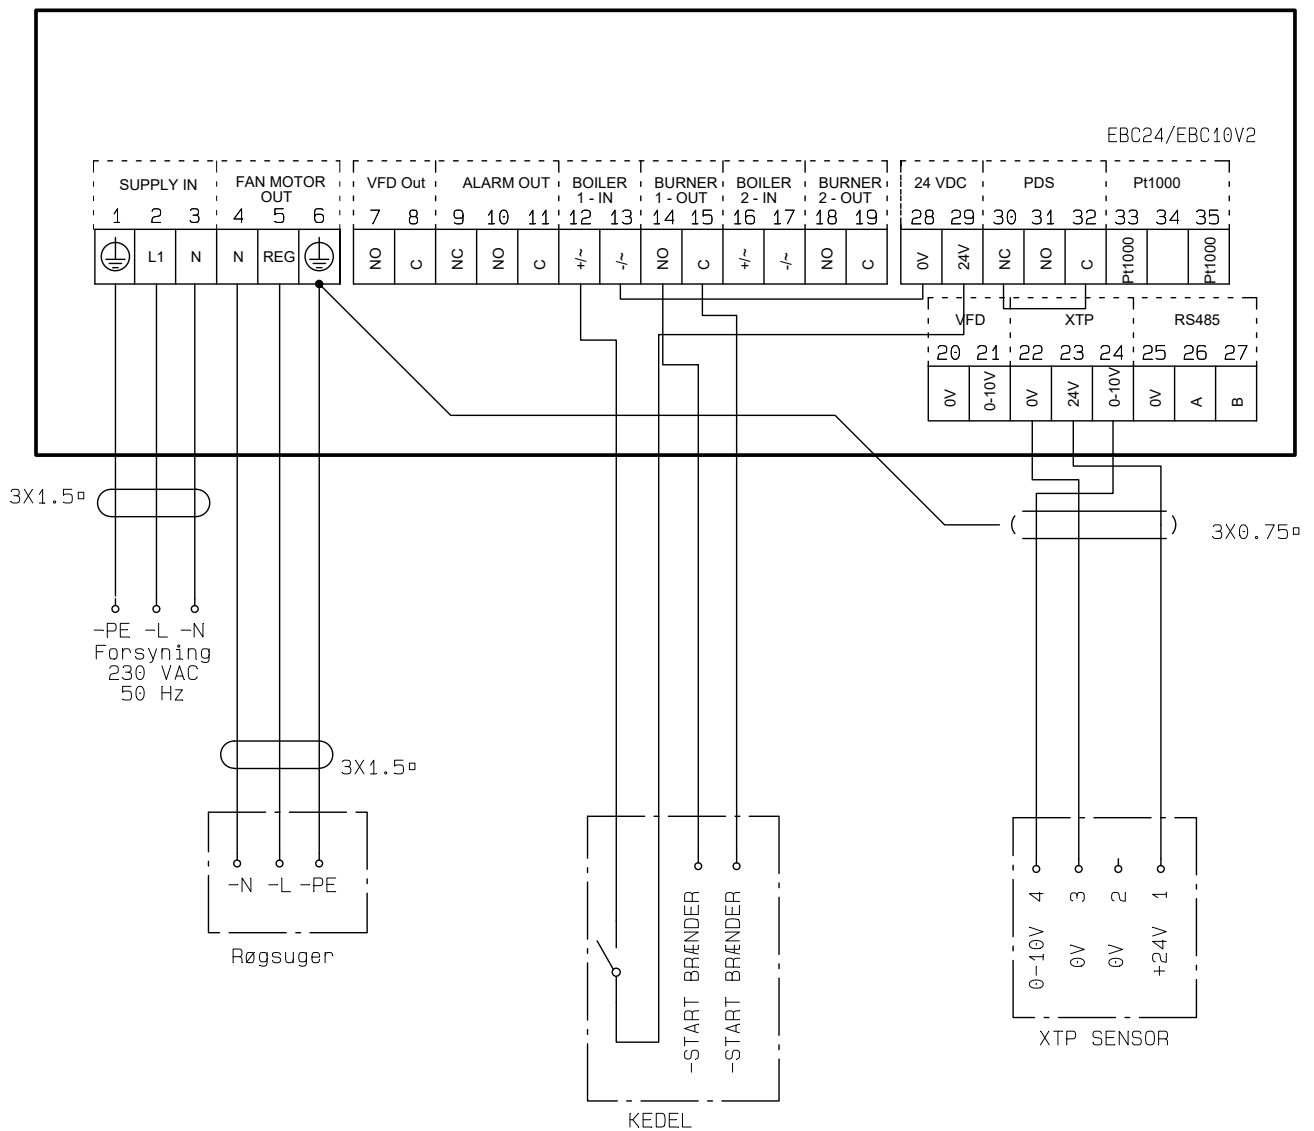 EBC24/EBC10V2
SUPPLY IN
FAN MOTOR
OUT
VFD Out
ALARM OUT
BOILER
1 - IN
BURNER
1 - OUT
BOILER
2 - IN
BURNER
2 - OUT
24 VDC
PDS
Pt1000
1 2 3 4 5 6 7 8 9 10 11 12 13 14 15 16 17 18 19 28 29 30 31 32 33 34 35
L1 N N REG NO C NC NO C +/~ -/~ NO C +/~ -/~ NO C 0V 24V NC NO C Pt1000 Pt1000
VFD
XTP
RS485
20 21 22 23 24 25 26 27
0V 0-10V 0V 24V 0-10V 0V A B
3X1.5▫
3X0.75▫
-PE -L -N
Forsyning
230 VAC
50 Hz
3X1.5▫
-N -L -PE
Røgsuger
-START BRÆNDER
-START BRÆNDER
KEDEL
4 3 2 1
0-10V 0V 0V +24V
XTP SENSOR